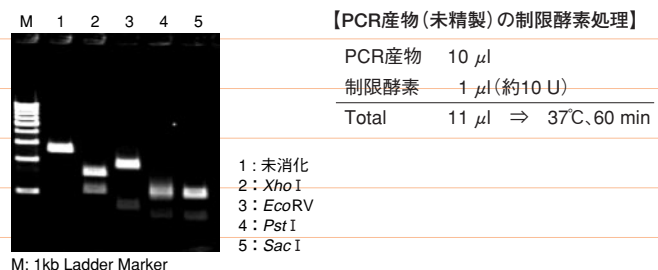 M 1 2 3 4 5
【PCR産物（未精製）の制限酵素処理】
PCR産物 10 μl
制限酵素 1 μl（約10 U）
Total 11 μl ⇒ 37℃、60 min
1：未消化
2：XhoⅠ
3：EcoRV
4：PstⅠ
5：SacⅠ
M: 1kb Ladder Marker